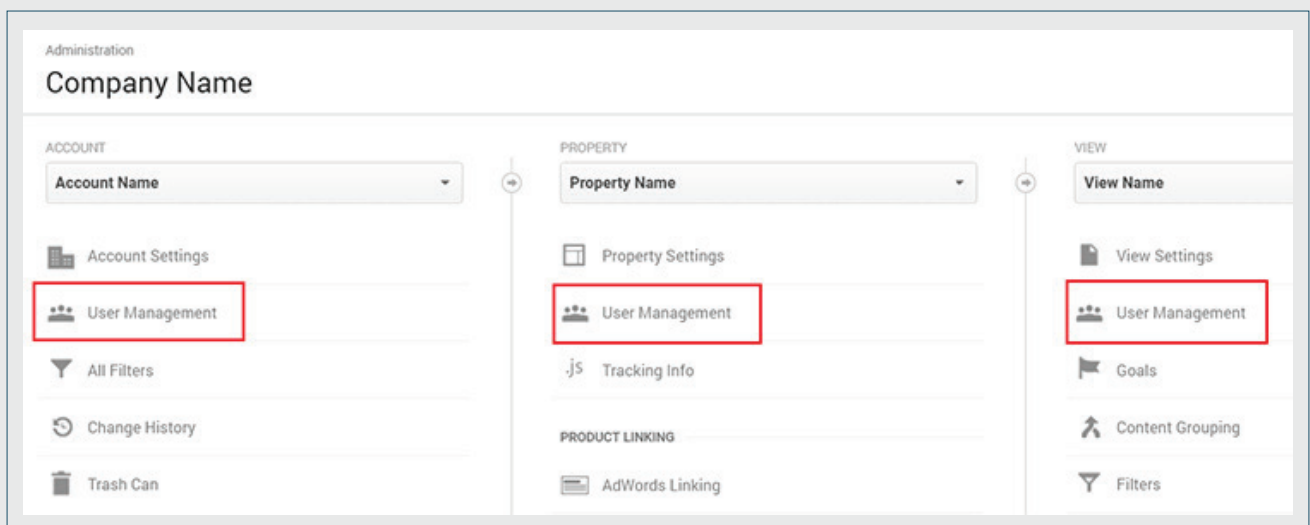 Administration
Company Name
ACCOUNT
Account Name
Account Settings
User Management
All Filters
Change History
Trash Can
PROPERTY
Property Name
Property Settings
User Management
.js Tracking Info
PRODUCT LINKING
AdWords Linking
VIEW
View Name
View Settings
User Management
Goals
Content Grouping
Filters